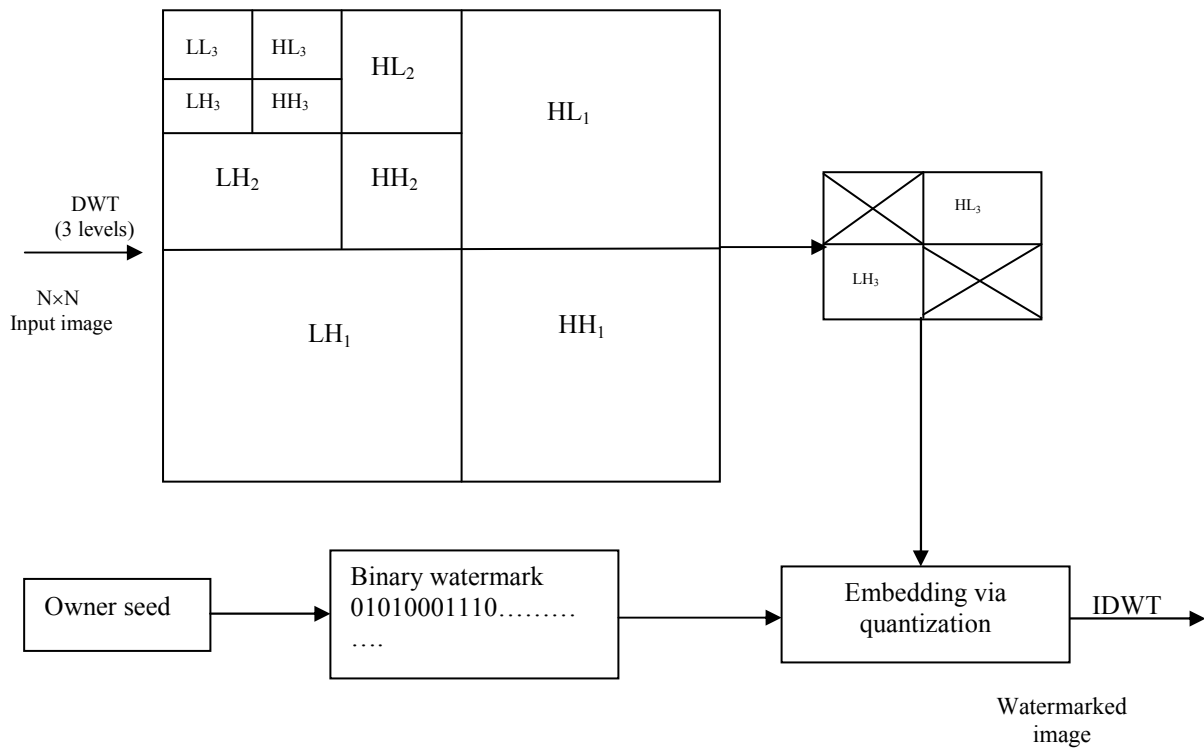 LL₃ HL₃
HL₂
HL₁
LH₃ HH₃
LH₂ HH₂
DWT
(3 levels)
N×N
Input image
LH₁ HH₁
HL₃
LH₃
Owner seed
Binary watermark
01010001110………
….
Embedding via
quantization
IDWT
Watermarked
image